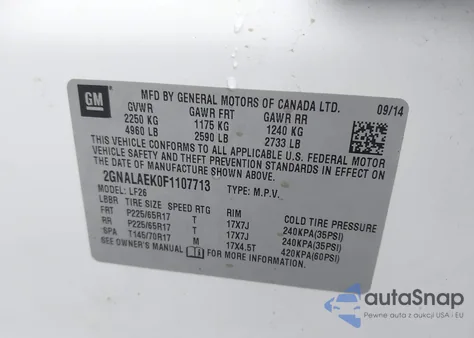 GM
MFD BY GENERAL MOTORS OF CANADA LTD.
09/14
GVWR GAWR FRT GAWR RR
2250 KG 1175 KG 1240 KG
4960 LB 2590 LB 2733 LB
THIS VEHICLE CONFORMS TO ALL APPLICABLE U.S. FEDERAL MOTOR
VEHICLE SAFETY AND THEFT PREVENTION STANDARDS IN
EFFECT ON THE DATE OF MANUFACTURE SHOWN ABOVE.
2GNALAEK0F1107713 TYPE: M.P.V.
MODEL: LF26
LBBR TIRE SIZE SPEED RTG RIM COLD TIRE PRESSURE
FRT P225/65R17 T 17X7J 240KPA(35PSI)
RR P225/65R17 T 17X7J 240KPA(35PSI)
SPA T145/70R17 M 17X4.5T 420KPA(60PSI)
SEE OWNER'S MANUAL FOR MORE INFORMATION
autoSnap
Pewne auto z USA i EU